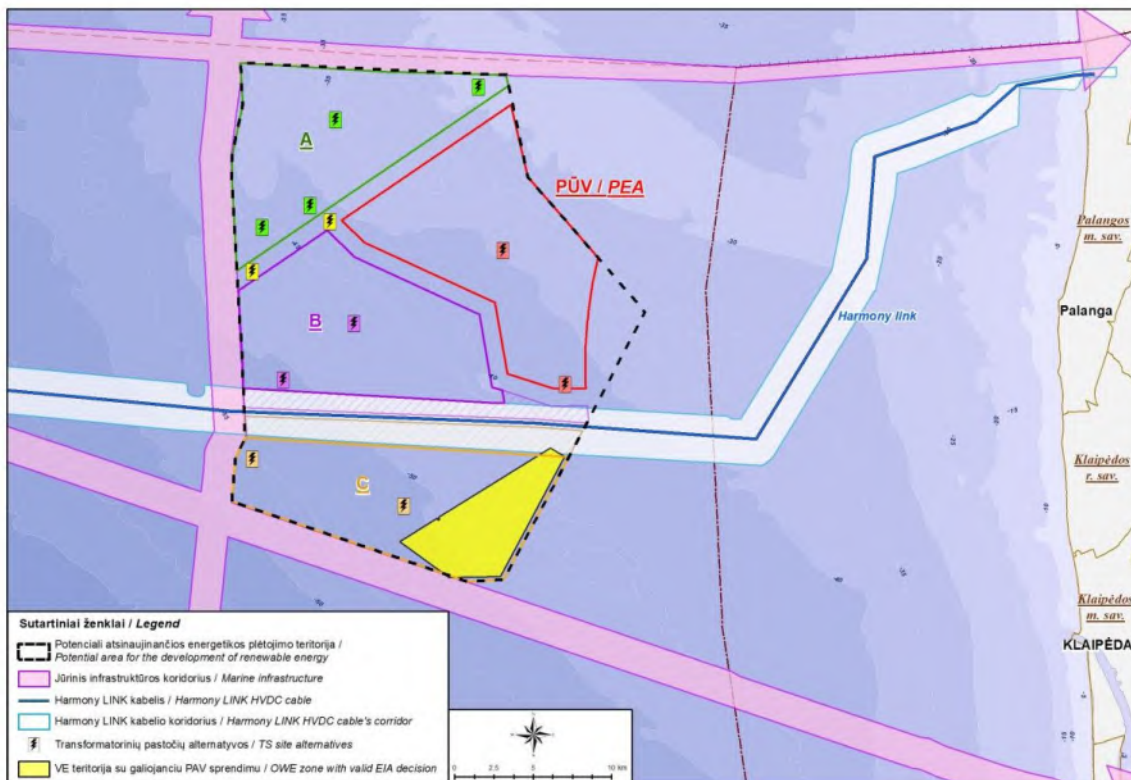 A
PŪV / PEA
B
C
Harmony link
Palangos
m. sav.
Palanga
Klaipėdos
r. sav.
Klaipėdos
m. sav.
KLAIPĖDA
Sutartiniai ženklai / Legend
Potenciali atsinaujinančios energetikos plėtojimo teritorija /
Potential area for the development of renewable energy
Jūrinis infrastruktūros koridorius / Marine infrastructure
Harmony LINK kabelis / Harmony LINK HVDC cable
Harmony LINK kabelio koridorius / Harmony LINK HVDC cable's corridor
Transformatorinių pastočių alternatyvos / TS site alternatives
VE teritorija su galiojanciu PAV sprendimu / OWE zone with valid EIA decision
0 2.5 5 10 km